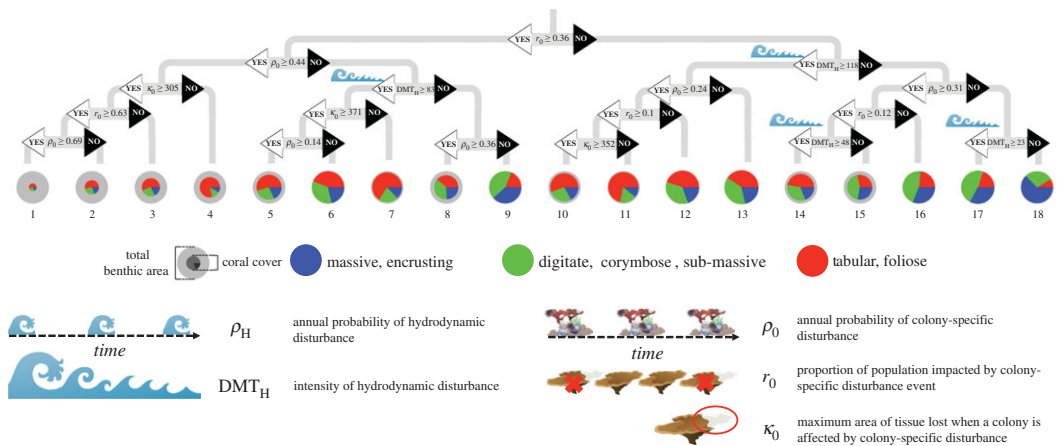 YES r₀ ≥ 0.36 NO
YES ρ₀ ≥ 0.44 NO
YES DMT_H ≥ 118 NO
YES κ₀ ≥ 305 NO
YES DMT_H ≥ 83 NO
YES ρ₀ ≥ 0.24 NO
YES ρ₀ ≥ 0.31 NO
YES r₀ ≥ 0.63 NO
YES κ₀ ≥ 371 NO
YES r₀ ≥ 0.1 NO
YES r₀ ≥ 0.12 NO
YES ρ₀ ≥ 0.69 NO
YES ρ₀ ≥ 0.14 NO
YES ρ₀ ≥ 0.36 NO
YES κ₀ ≥ 352 NO
YES DMT_H ≥ 48 NO
YES DMT_H ≥ 23 NO
1 2 3 4 5 6 7 8 9 10 11 12 13 14 15 16 17 18
total
benthic area
coral cover
massive, encrusting
digitate, corymbose , sub-massive
tabular, foliose
time
ρ_H
annual probability of hydrodynamic
disturbance
DMT_H
intensity of hydrodynamic disturbance
time
ρ₀
annual probability of colony-specific
disturbance
r₀
proportion of population impacted by colony-
specific disturbance event
κ₀
maximum area of tissue lost when a colony is
affected by colony-specific disturbance